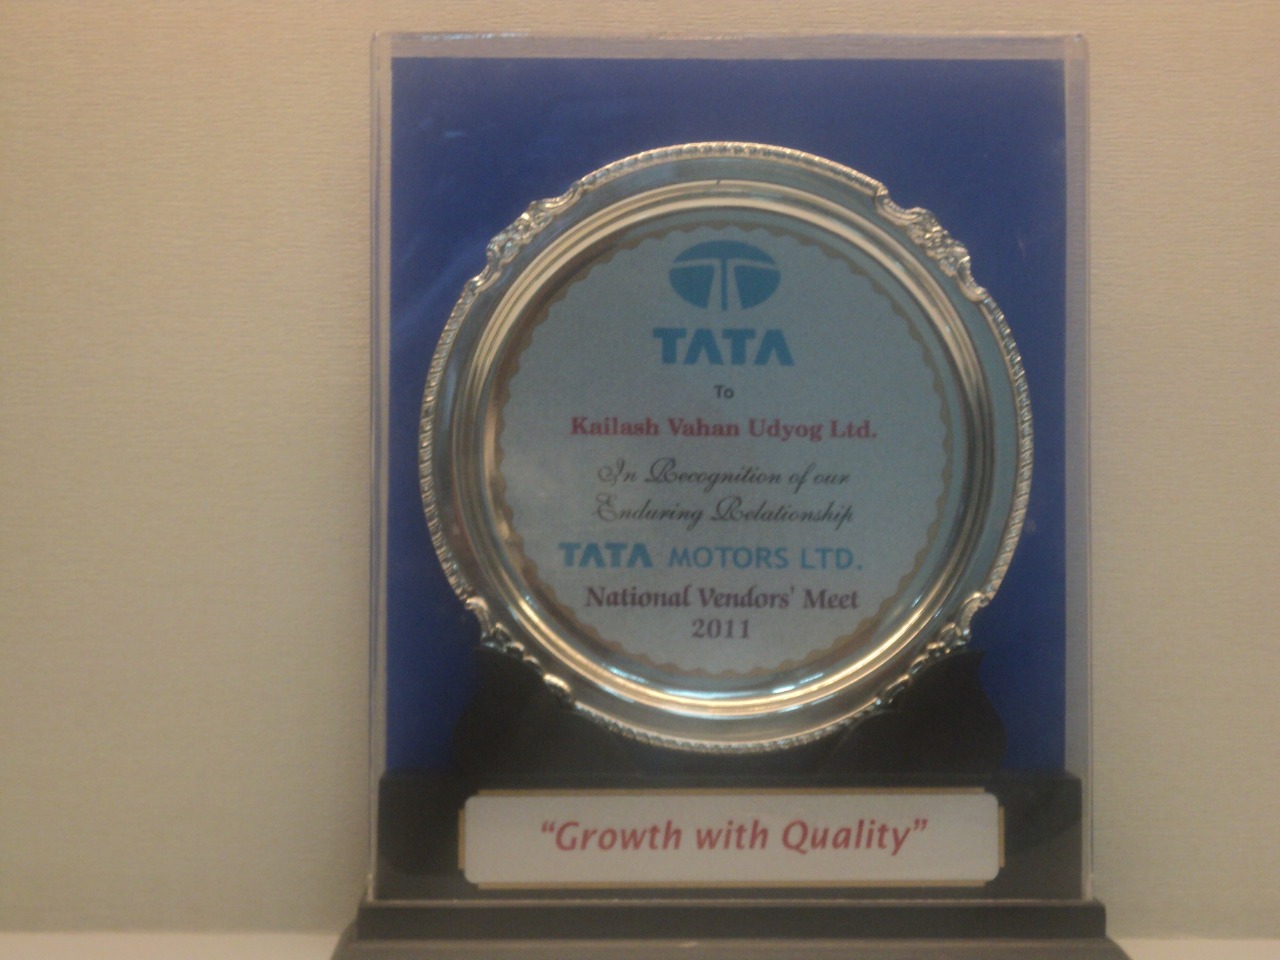 TATA
To
Kailash Vahan Udyog Ltd.
In Recognition of our
Enduring Relationship
TATA MOTORS LTD.
National Vendors' Meet
2011
“Growth with Quality”